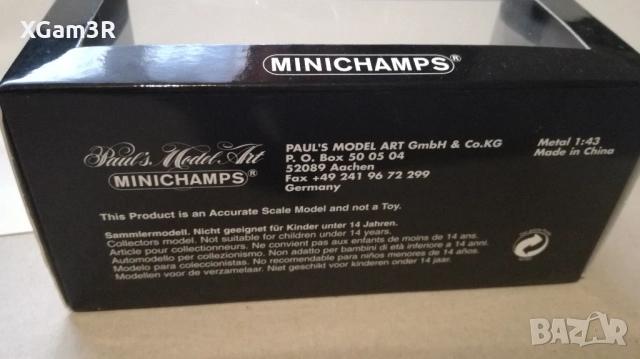 XGam3R
MINICHAMPS®
Paul's Model Art
MINICHAMPS®
PAUL'S MODEL ART GmbH & Co.KG
P. O. Box 50 05 04
52089 Aachen
Fax +49 241 96 72 299
Germany
Metal 1:43
Made in China
This Product is an Accurate Scale Model and not a Toy.
Sammlermodell. Nicht geeignet für Kinder unter 14 Jahren.
Collectors model. Not suitable for children under 14 years.
Article pour collectionneurs. Ne convient pas aux enfants de moins de 14 ans.
Automodello per collezionismo. Non adatto per bambini di età inferiore a 14 anni.
Modelo para coleccionistas. No recomendable para niños menores de 14 años.
Modellen voor de verzamelaar. Niet geschikt voor kinderen onder 14 jaar.
BAZAR